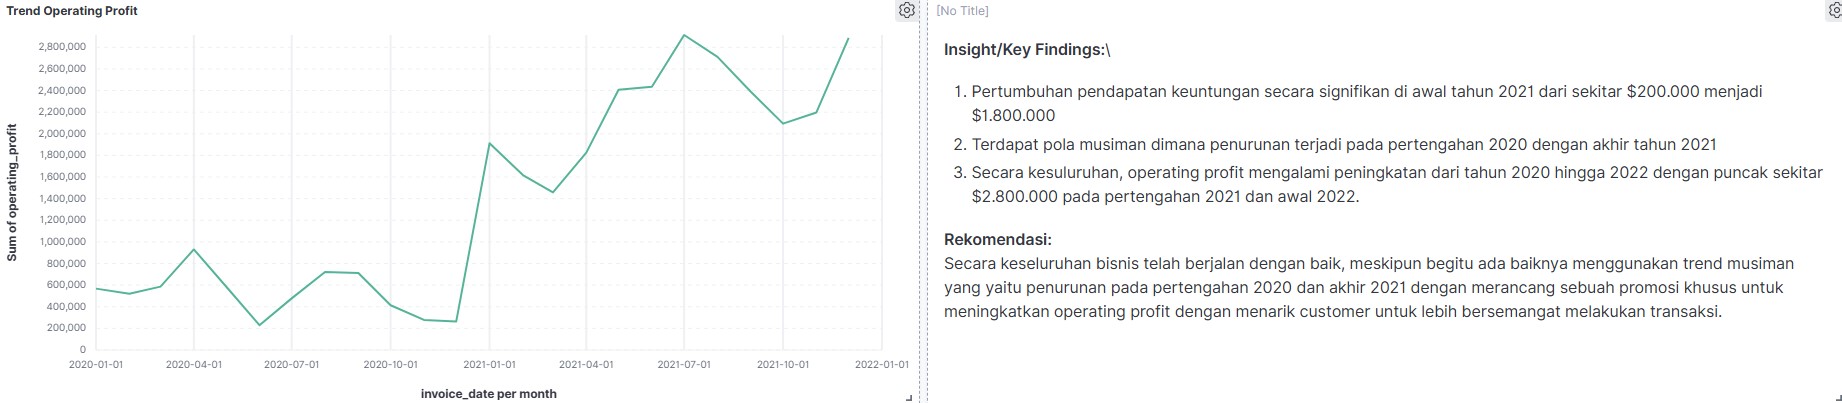 Trend Operating Profit
Sum of operating_profit
2,800,000
2,600,000
2,400,000
2,200,000
2,000,000
1,800,000
1,600,000
1,400,000
1,200,000
1,000,000
800,000
600,000
400,000
200,000
0
2020-01-01 2020-04-01 2020-07-01 2020-10-01 2021-01-01 2021-04-01 2021-07-01 2021-10-01 2022-01-01
invoice_date per month
[No Title]
Insight/Key Findings:\
1. Pertumbuhan pendapatan keuntungan secara signifikan di awal tahun 2021 dari sekitar $200.000 menjadi
$1.800.000
2. Terdapat pola musiman dimana penurunan terjadi pada pertengahan 2020 dengan akhir tahun 2021
3. Secara kesuluruhan, operating profit mengalami peningkatan dari tahun 2020 hingga 2022 dengan puncak sekitar
$2.800.000 pada pertengahan 2021 dan awal 2022.
Rekomendasi:
Secara keseluruhan bisnis telah berjalan dengan baik, meskipun begitu ada baiknya menggunakan trend musiman
yang yaitu penurunan pada pertengahan 2020 dan akhir 2021 dengan merancang sebuah promosi khusus untuk
meningkatkan operating profit dengan menarik customer untuk lebih bersemangat melakukan transaksi.